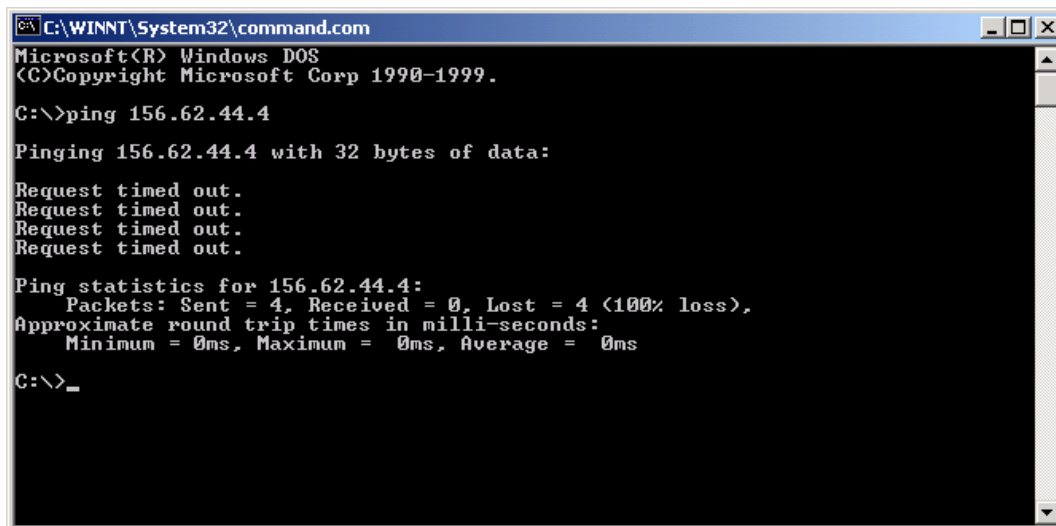 C:\WINNT\System32\command.com
Microsoft(R) Windows DOS
(C)Copyright Microsoft Corp 1990-1999.
C:\>ping 156.62.44.4
Pinging 156.62.44.4 with 32 bytes of data:
Request timed out.
Request timed out.
Request timed out.
Request timed out.
Ping statistics for 156.62.44.4:
Packets: Sent = 4, Received = 0, Lost = 4 (100% loss),
Approximate round trip times in milli-seconds:
Minimum = 0ms, Maximum =  0ms, Average =  0ms
C:\>_